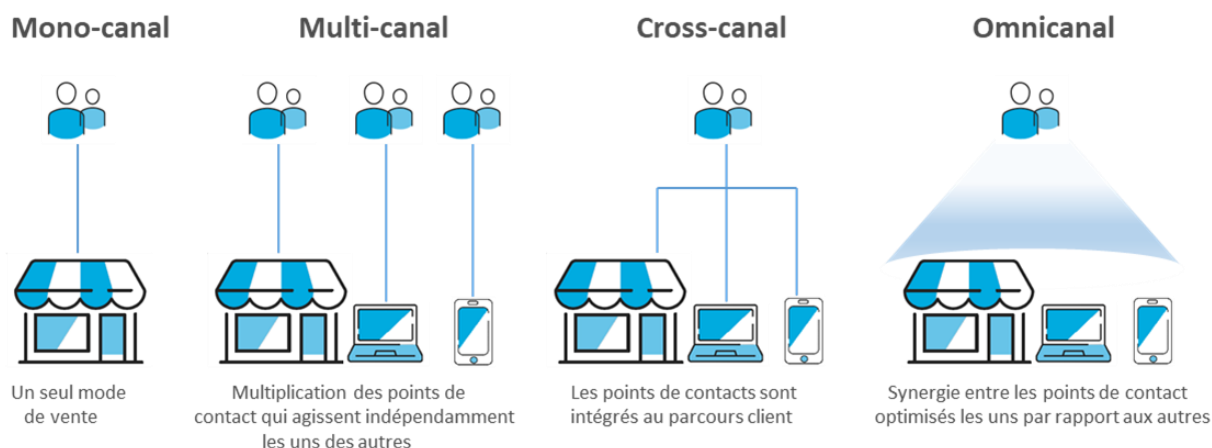 Mono-canal
Multi-canal
Cross-canal
Omnicanal
Un seul mode
de vente
Multiplication des points de
contact qui agissent indépendamment
les uns des autres
Les points de contacts sont
intégrés au parcours client
Synergie entre les points de contact
optimisés les uns par rapport aux autres